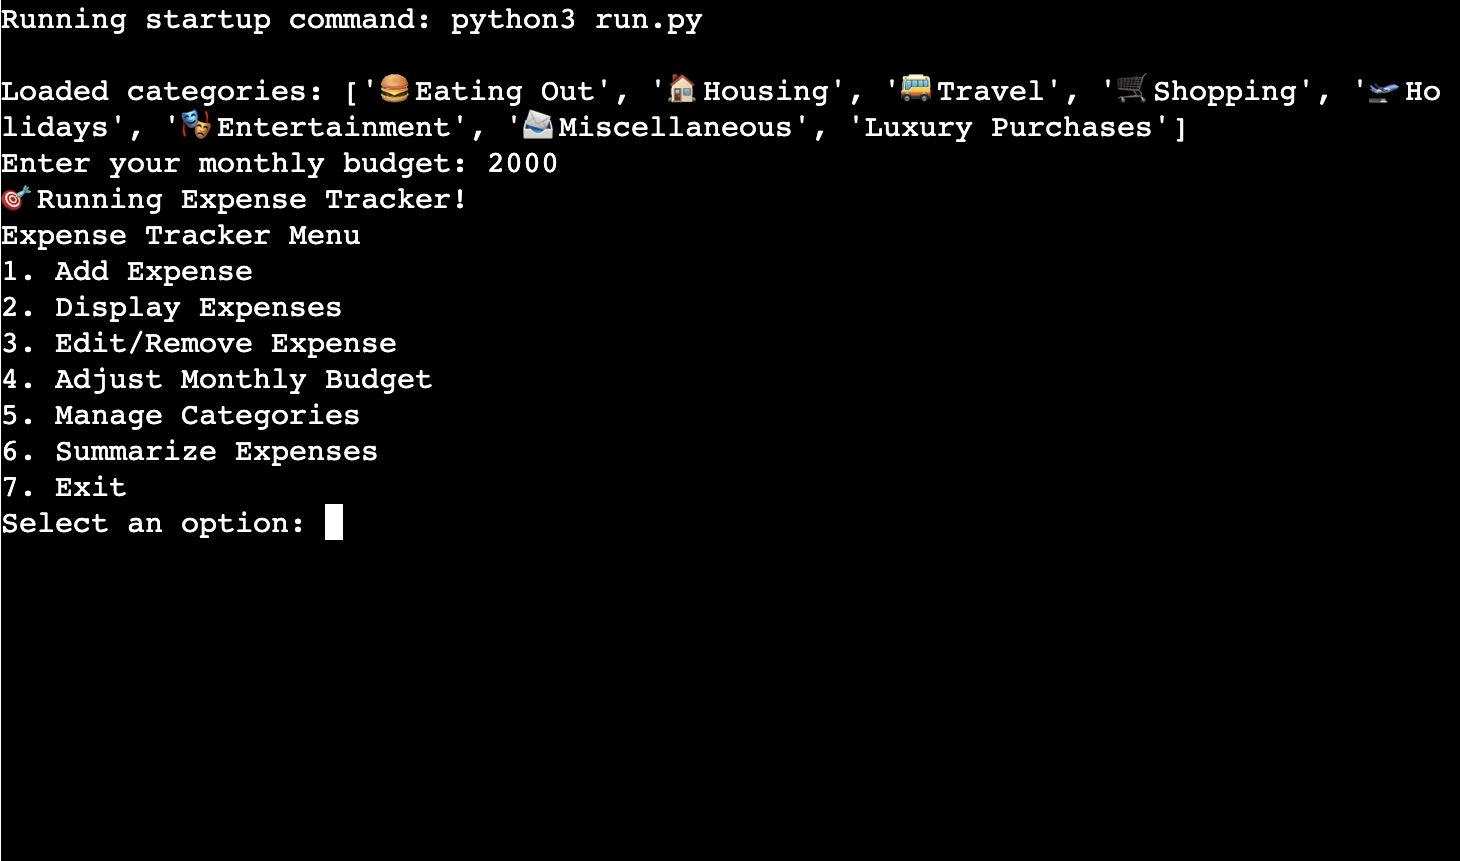 Running startup command: python3 run.py
Loaded categories: ['🍔Eating Out', '🏠Housing', '🚌Travel', '🛒Shopping', '🛫Ho
lidays', '🎭Entertainment', '📨Miscellaneous', 'Luxury Purchases']
Enter your monthly budget: 2000
🎯Running Expense Tracker!
Expense Tracker Menu
1. Add Expense
2. Display Expenses
3. Edit/Remove Expense
4. Adjust Monthly Budget
5. Manage Categories
6. Summarize Expenses
7. Exit
Select an option: